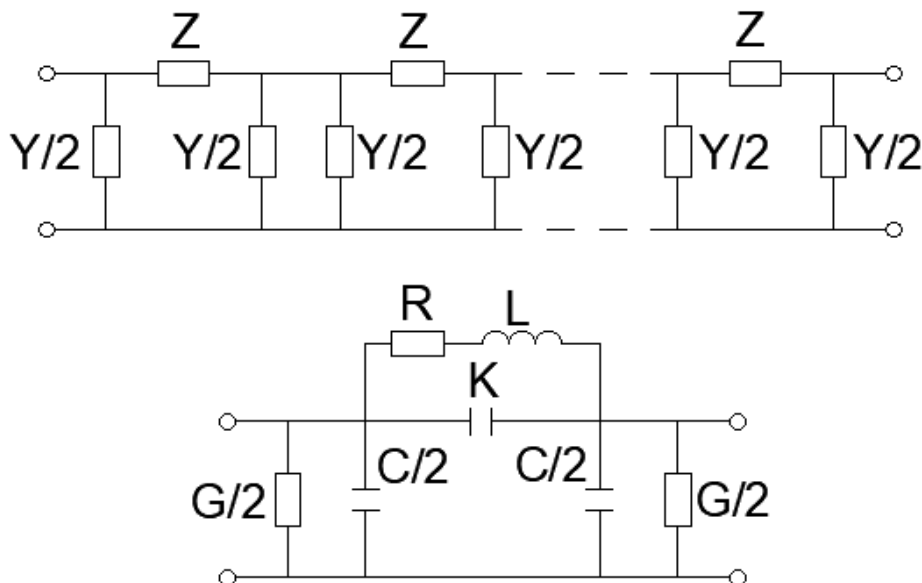 Z Z Z
Y/2 Y/2 Y/2 Y/2 Y/2 Y/2
R L
K
C/2 C/2
G/2 G/2